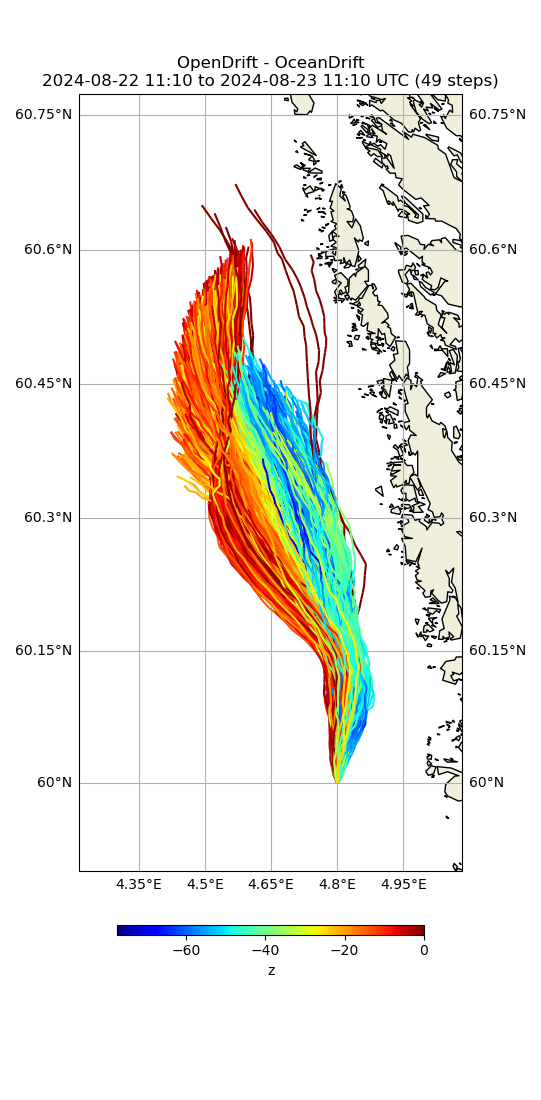 OpenDrift - OceanDrift
2024-08-22 11:10 to 2024-08-23 11:10 UTC (49 steps)
60.75°N 60.75°N
60.6°N 60.6°N
60.45°N 60.45°N
60.3°N 60.3°N
60.15°N 60.15°N
60°N 60°N
4.35°E 4.5°E 4.65°E 4.8°E 4.95°E
−60 −40 −20 0
z